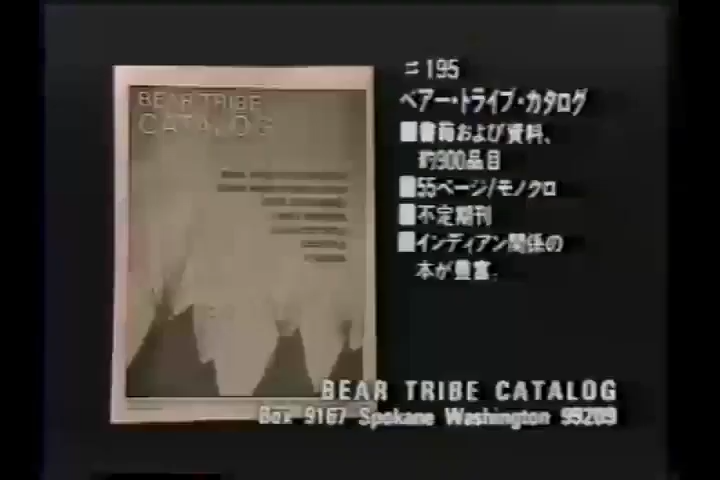 BEAR TRIBE
CATALOG
#195
ベアー・トライブ・カタログ
■書籍および資料、
約900品目
■55ページ/モノクロ
■不定期刊
■インディアン関係の
本が豊富。
BEAR TRIBE CATALOG
Box 9167 Spokane Washington 99209